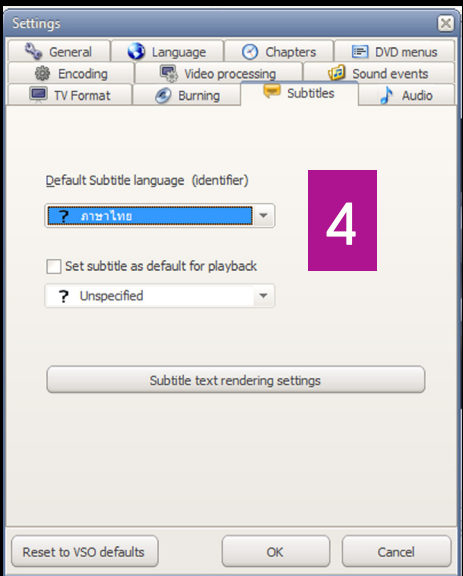 Settings
General Language Chapters DVD menus
Encoding Video processing Sound events
TV Format Burning Subtitles Audio
Default Subtitle language (identifier)
? ภาษาไทย
4
Set subtitle as default for playback
? Unspecified
Subtitle text rendering settings
Reset to VSO defaults OK Cancel